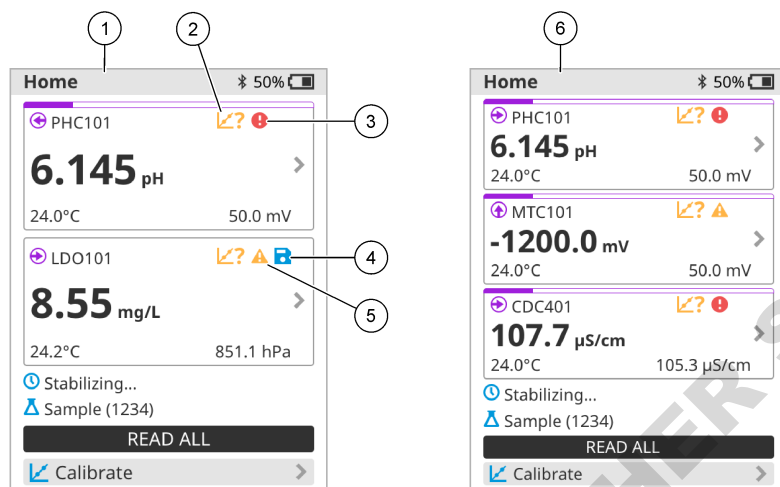 1
2
6
Home 50%
PHC101 ?
3
6.145 pH
24.0°C 50.0 mV
LDO101 ?
4
8.55 mg/L
5
24.2°C 851.1 hPa
Stabilizing...
Sample (1234)
READ ALL
Calibrate
Home 50%
PHC101 ?
6.145 pH
24.0°C 50.0 mV
MTC101 ?
-1200.0 mV
24.0°C 50.0 mV
CDC401 ?
107.7 µS/cm
24.0°C 105.3 µS/cm
Stabilizing...
Sample (1234)
READ ALL
Calibrate